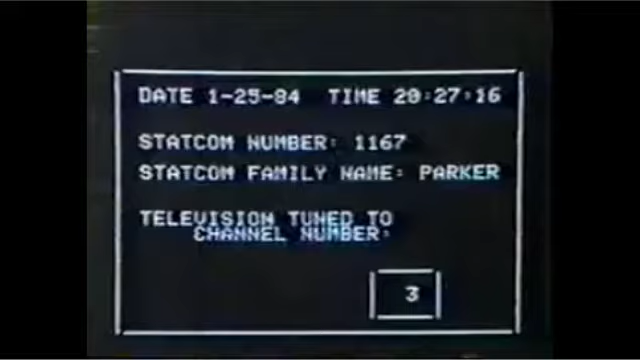 DATE 1-25-84 TIME 20:27:16
STATCOM NUMBER: 1167
STATCOM FAMILY NAME: PARKER
TELEVISION TUNED TO
CHANNEL NUMBER:
3